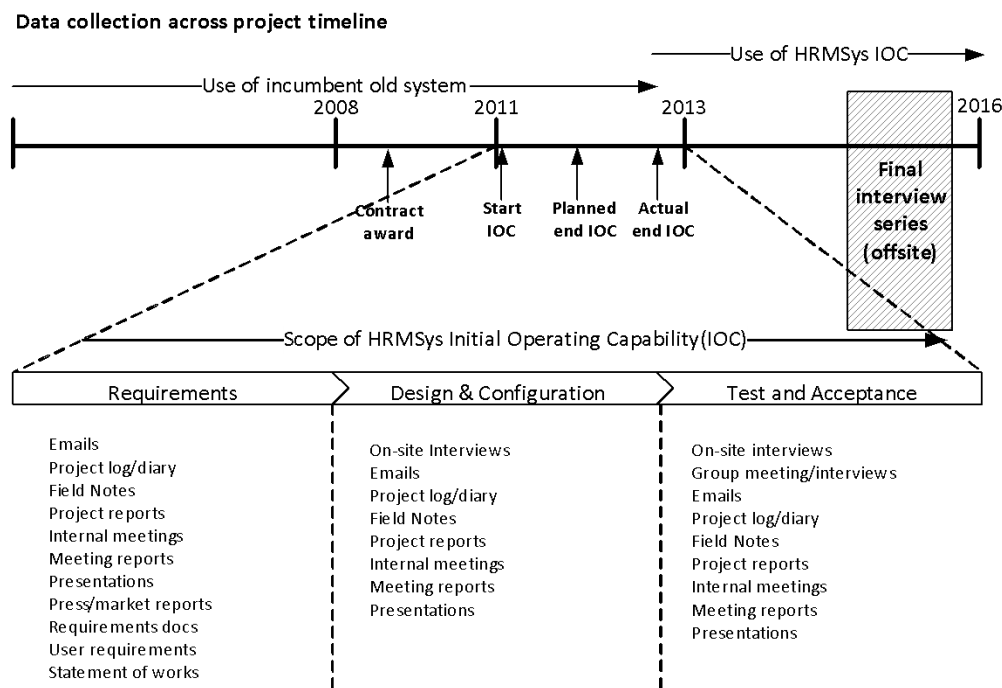 Data collection across project timeline
Use of HRMSys IOC
Use of incumbent old system
2008
2011
2013
2016
Contract
award
Start
IOC
Planned
end IOC
Actual
end IOC
Final
interview
series
(offsite)
Scope of HRMSys Initial Operating Capability(IOC)
Requirements
Design & Configuration
Test and Acceptance
Emails
Project log/diary
Field Notes
Project reports
Internal meetings
Meeting reports
Presentations
Press/market reports
Requirements docs
User requirements
Statement of works
On-site Interviews
Emails
Project log/diary
Field Notes
Project reports
Internal meetings
Meeting reports
Presentations
On-site interviews
Group meeting/interviews
Emails
Project log/diary
Field Notes
Project reports
Internal meetings
Meeting reports
Presentations